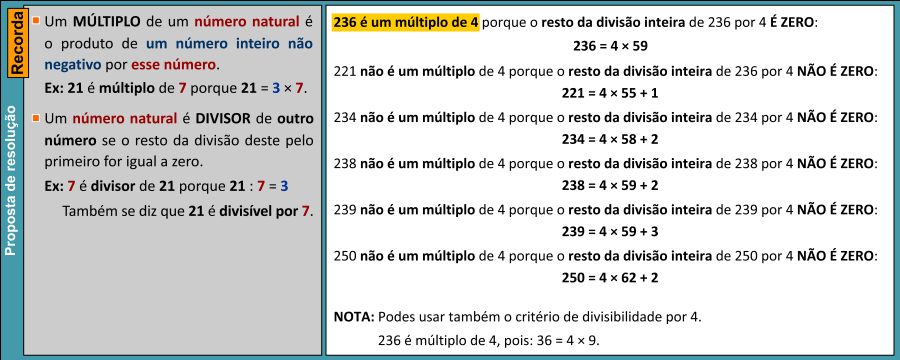 Recorda
Proposta de resolução
Um MÚLTIPLO de um número natural é
o produto de um número inteiro não
negativo por esse número.
Ex: 21 é múltiplo de 7 porque 21 = 3 × 7.
Um número natural é DIVISOR de outro
número se o resto da divisão deste pelo
primeiro for igual a zero.
Ex: 7 é divisor de 21 porque 21 : 7 = 3
Também se diz que 21 é divisível por 7.
236 é um múltiplo de 4 porque o resto da divisão inteira de 236 por 4 É ZERO:
236 = 4 × 59
221 não é um múltiplo de 4 porque o resto da divisão inteira de 236 por 4 NÃO É ZERO:
221 = 4 × 55 + 1
234 não é um múltiplo de 4 porque o resto da divisão inteira de 234 por 4 NÃO É ZERO:
234 = 4 × 58 + 2
238 não é um múltiplo de 4 porque o resto da divisão inteira de 238 por 4 NÃO É ZERO:
238 = 4 × 59 + 2
239 não é um múltiplo de 4 porque o resto da divisão inteira de 239 por 4 NÃO É ZERO:
239 = 4 × 59 + 3
250 não é um múltiplo de 4 porque o resto da divisão inteira de 250 por 4 NÃO É ZERO:
250 = 4 × 62 + 2
NOTA: Podes usar também o critério de divisibilidade por 4.
236 é múltiplo de 4, pois: 36 = 4 × 9.